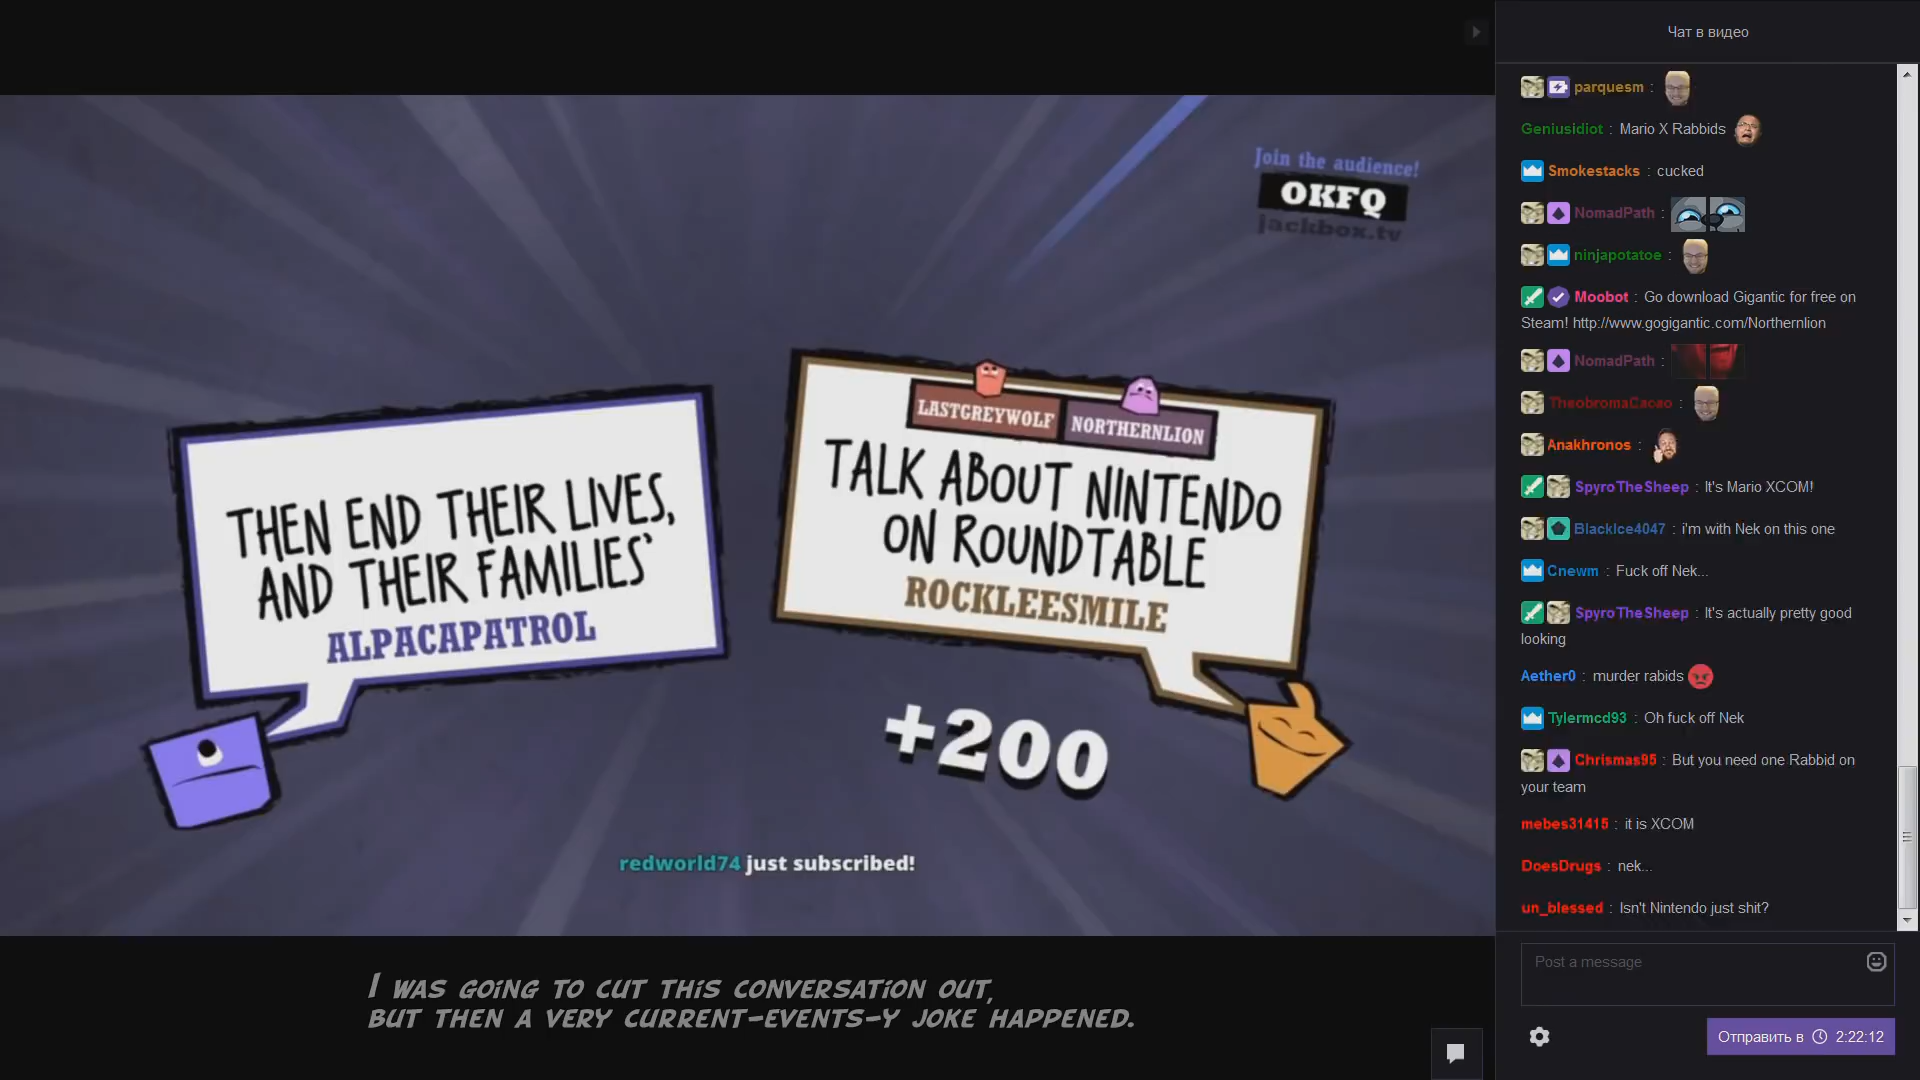 Join the audience!
OKFQ
jackbox.tv
LASTGREYWOLF
NORTHERNLION
THEN END THEIR LIVES,
AND THEIR FAMILIES'
ALPACAPATROL
TALK ABOUT NINTENDO
ON ROUNDTABLE
ROCKLEESMILE
+200
redworld74 just subscribed!
I WAS GOING TO CUT THIS CONVERSATION OUT,
BUT THEN A VERY CURRENT-EVENTS-Y JOKE HAPPENED.
Чат в видео
parquesm :
Geniusidiot : Mario X Rabbids
Smokestacks : cucked
NomadPath :
ninjapotatoe :
Moobot : Go download Gigantic for free on
Steam! http://www.gogigantic.com/Northernlion
NomadPath :
TheobromaCacao :
Anakhronos :
SpyroTheSheep : It's Mario XCOM!
BlackIce4047 : i'm with Nek on this one
Cnewm : Fuck off Nek...
SpyroTheSheep : It's actually pretty good
looking
Aether0 : murder rabids
Tylermcd93 : Oh fuck off Nek
Chrismas95 : But you need one Rabbid on
your team
mebes31415 : it is XCOM
DoesDrugs : nek...
un_blessed : Isn't Nintendo just shit?
Post a message
Отправить в 2:22:12